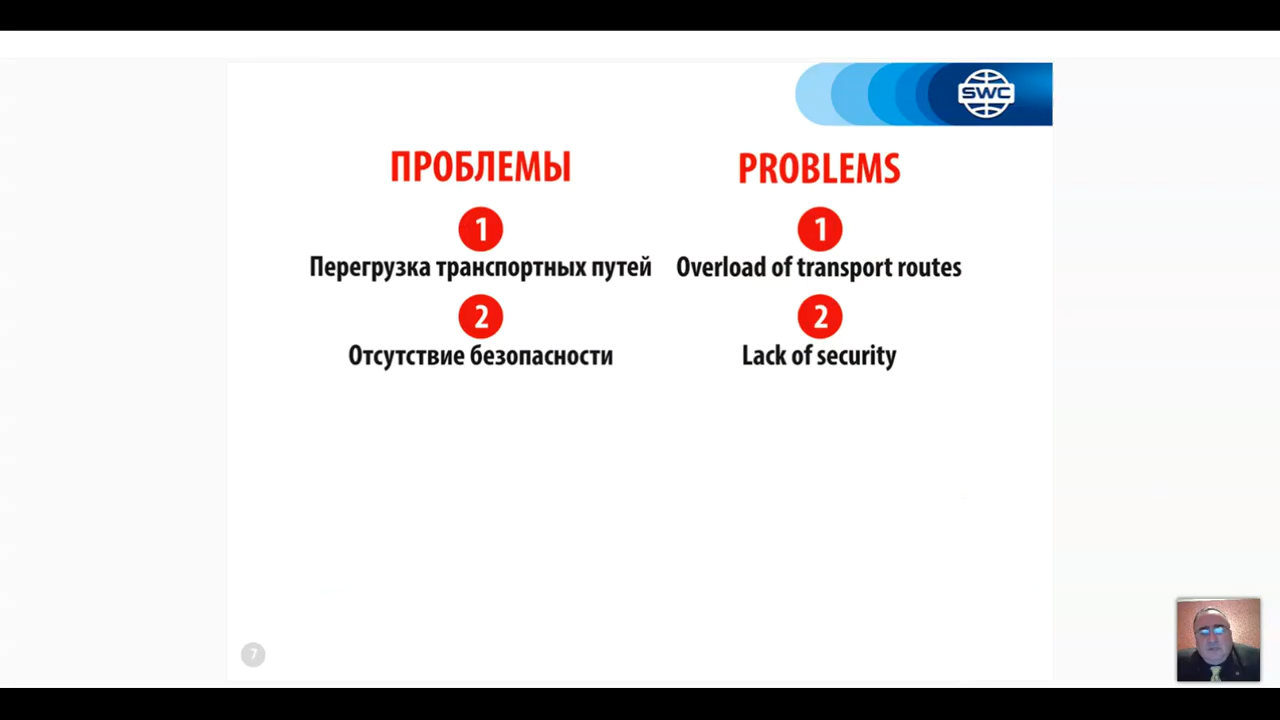 SWC
ПРОБЛЕМЫ
1
Перегрузка транспортных путей
2
Отсутствие безопасности
PROBLEMS
1
Overload of transport routes
2
Lack of security
7